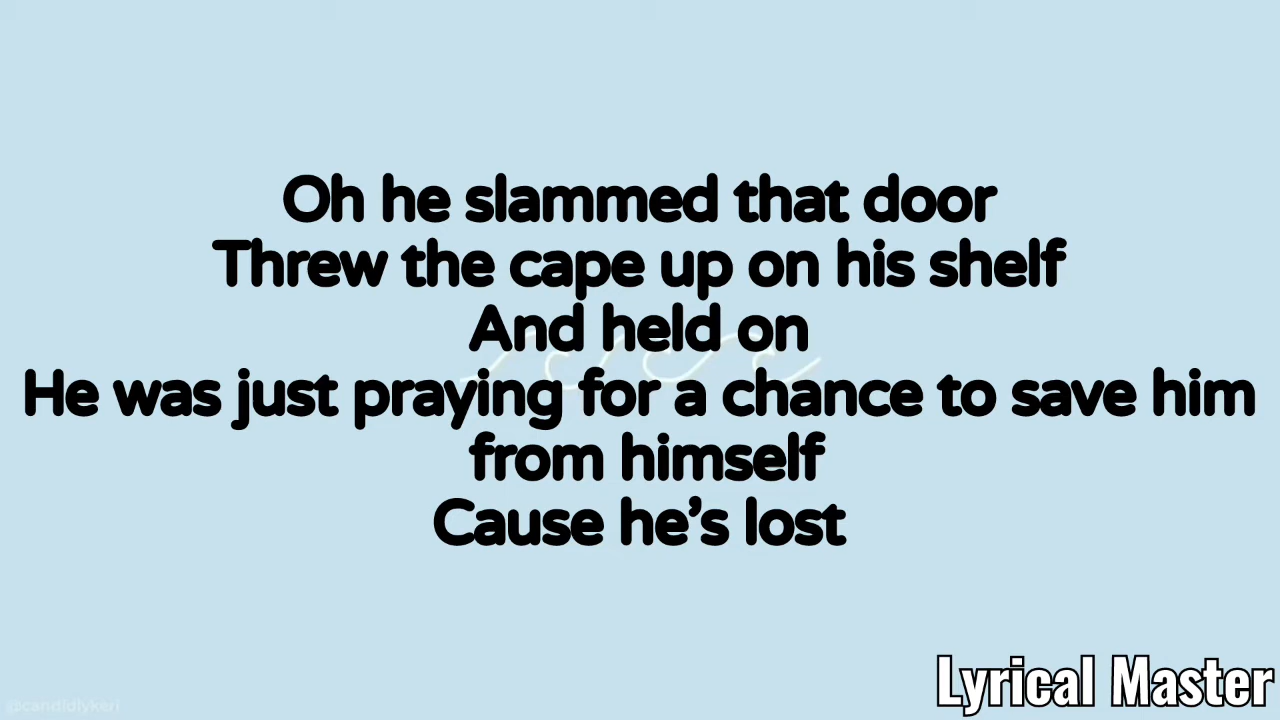 Oh he slammed that door
Threw the cape up on his shelf
And held on
He was just praying for a chance to save him
from himself
Cause he’s lost
Lyrical Master
@candidlykeri